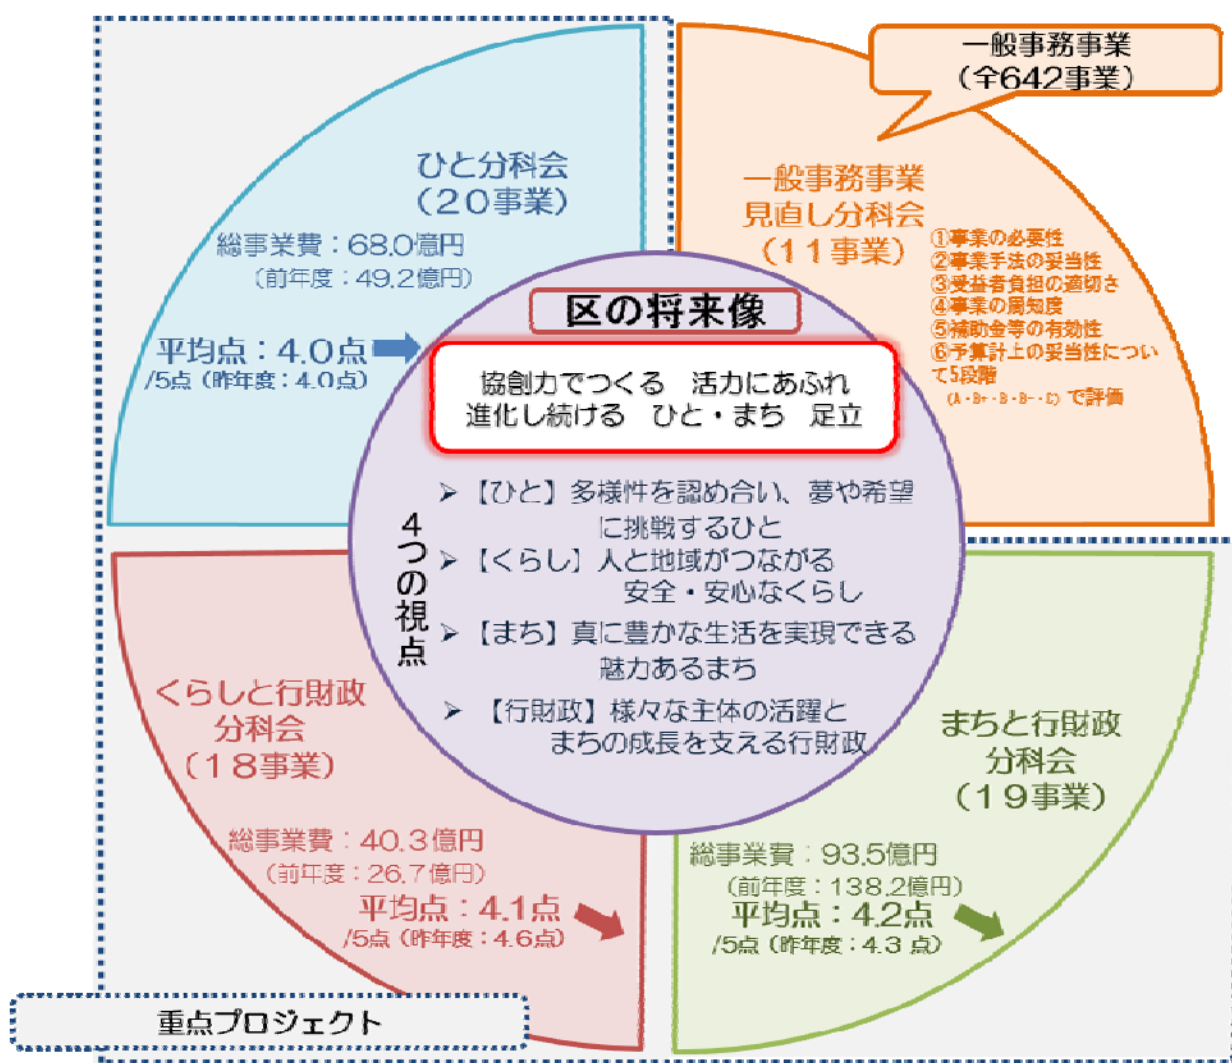 一般事務事業
（全642事業）
ひと分科会
（２０事業）
総事業費：68.0億円
（前年度：49.2億円）
平均点：4.0点
/5点（昨年度：4.0点）
一般事務事業
見直し分科会
（１１事業）
①事業の必要性
②事業手法の妥当性
③受益者負担の適切さ
④事業の周知度
⑤補助金等の有効性
⑥予算計上の妥当性につい
て5段階
（A・B+・B・B-・C）で評価
区の将来像
協創力でつくる　活力にあふれ
進化し続ける　ひと・まち　足立
４つの視点
➢【ひと】多様性を認め合い、夢や希望
に挑戦するひと
➢【くらし】人と地域がつながる
安全・安心なくらし
➢【まち】真に豊かな生活を実現できる
魅力あるまち
➢【行財政】様々な主体の活躍と
まちの成長を支える行財政
くらしと行財政
分科会
（１８事業）
総事業費：40.3億円
（前年度：26.7億円）
平均点：4.1点
/5点（昨年度：4.6点）
まちと行財政
分科会
（１９事業）
総事業費：93.5億円
（前年度：138.2億円）
平均点：4.2点
/5点（昨年度：4.3 点）
重点プロジェクト